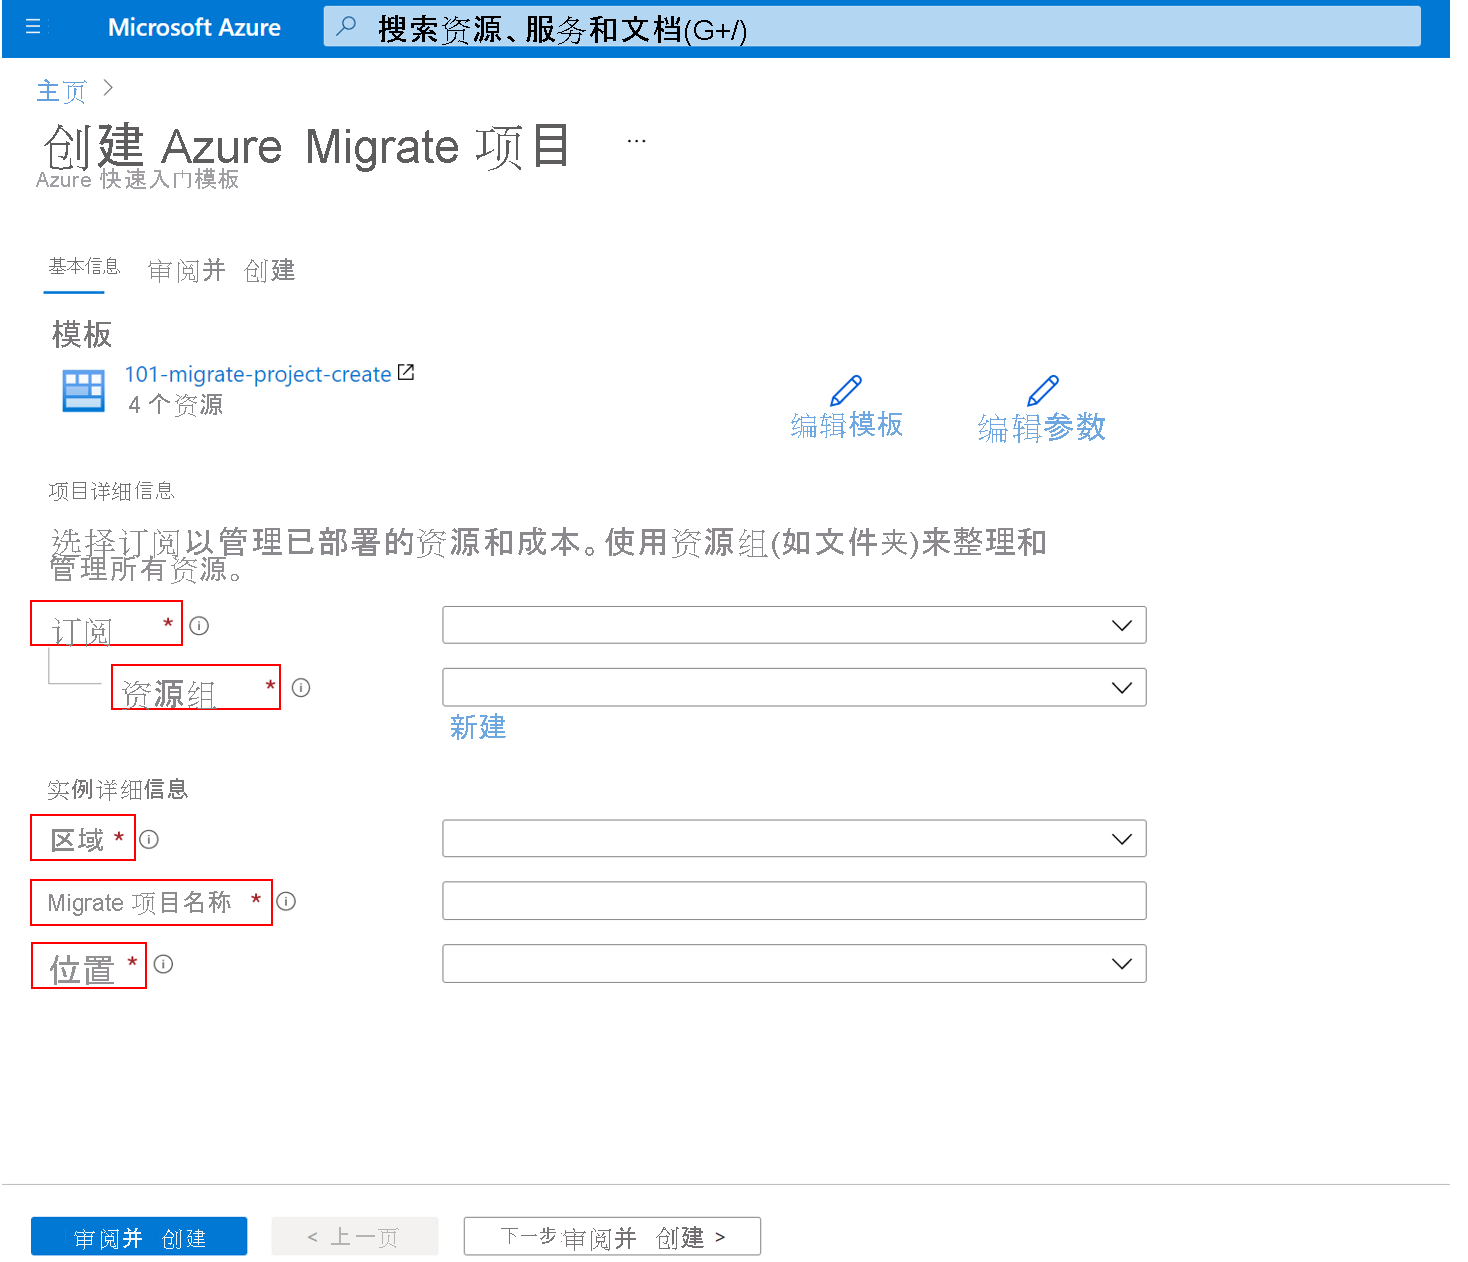 Microsoft Azure
搜索资源、服务和文档(G+/)
主页 >
创建 Azure Migrate 项目 ...
Azure 快速入门模板
基本信息 审阅并 创建
模板
101-migrate-project-create
4 个资源
编辑模板 编辑参数
项目详细信息
选择订阅以管理已部署的资源和成本。使用资源组(如文件夹)来整理和
管理所有资源。
订阅 *
资源组 *
新建
实例详细信息
区域 *
Migrate 项目名称 *
位置 *
审阅并 创建 < 上一页 下一步:审阅并 创建 >